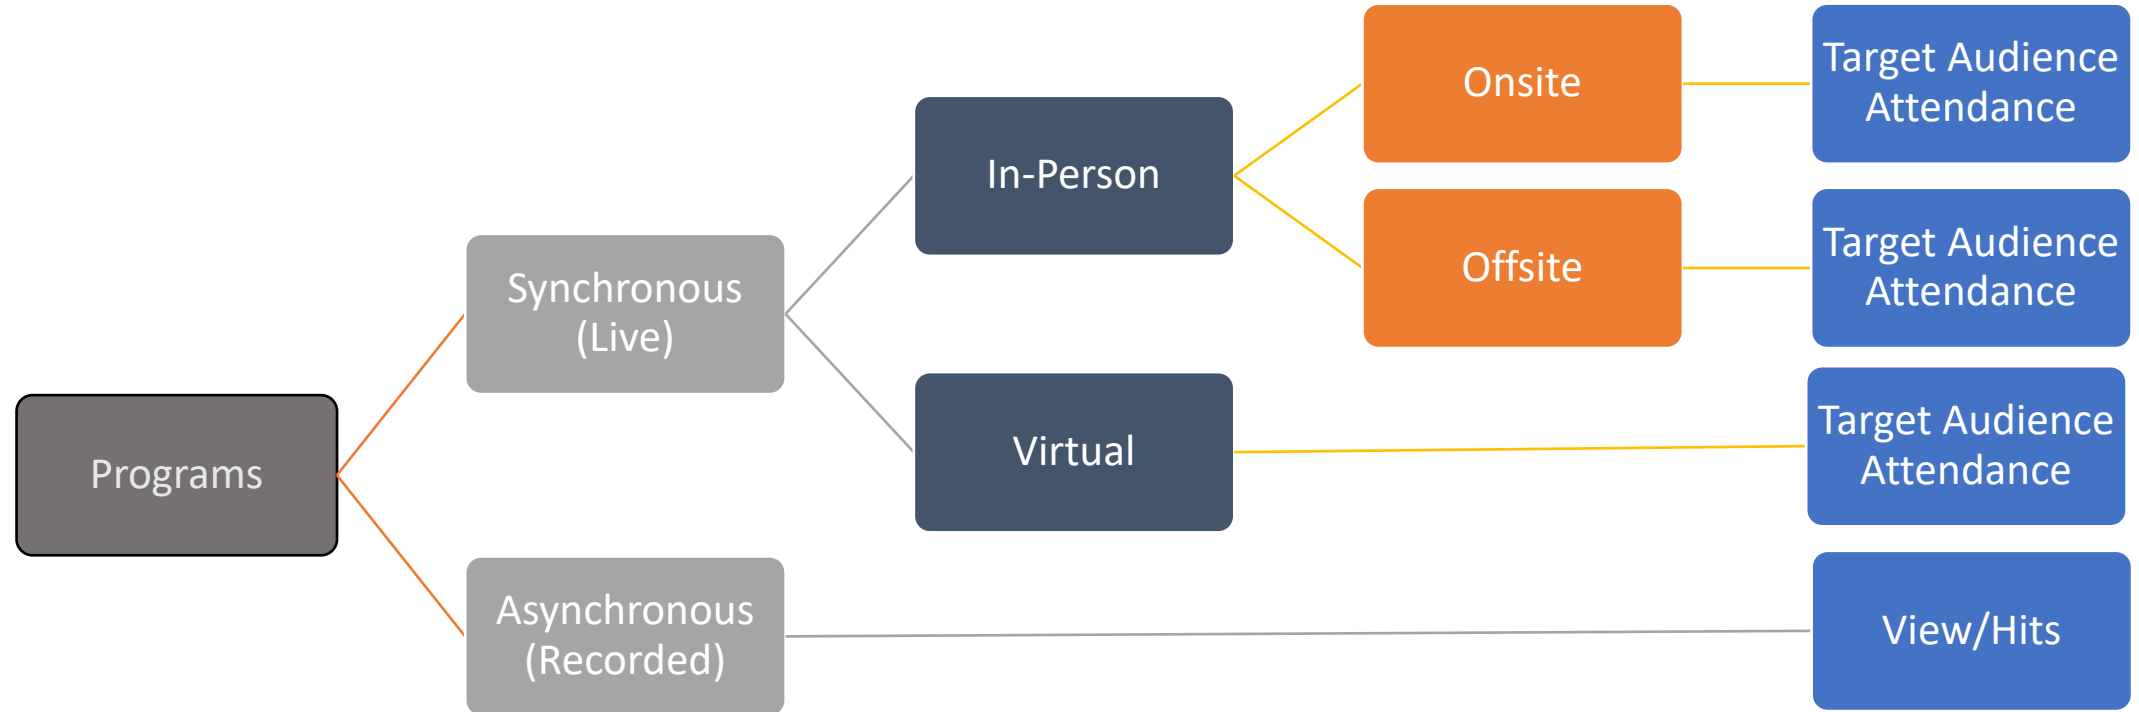 Programs
Synchronous
(Live)
Asynchronous
(Recorded)
In-Person
Virtual
Onsite
Offsite
Target Audience
Attendance
Target Audience
Attendance
Target Audience
Attendance
View/Hits